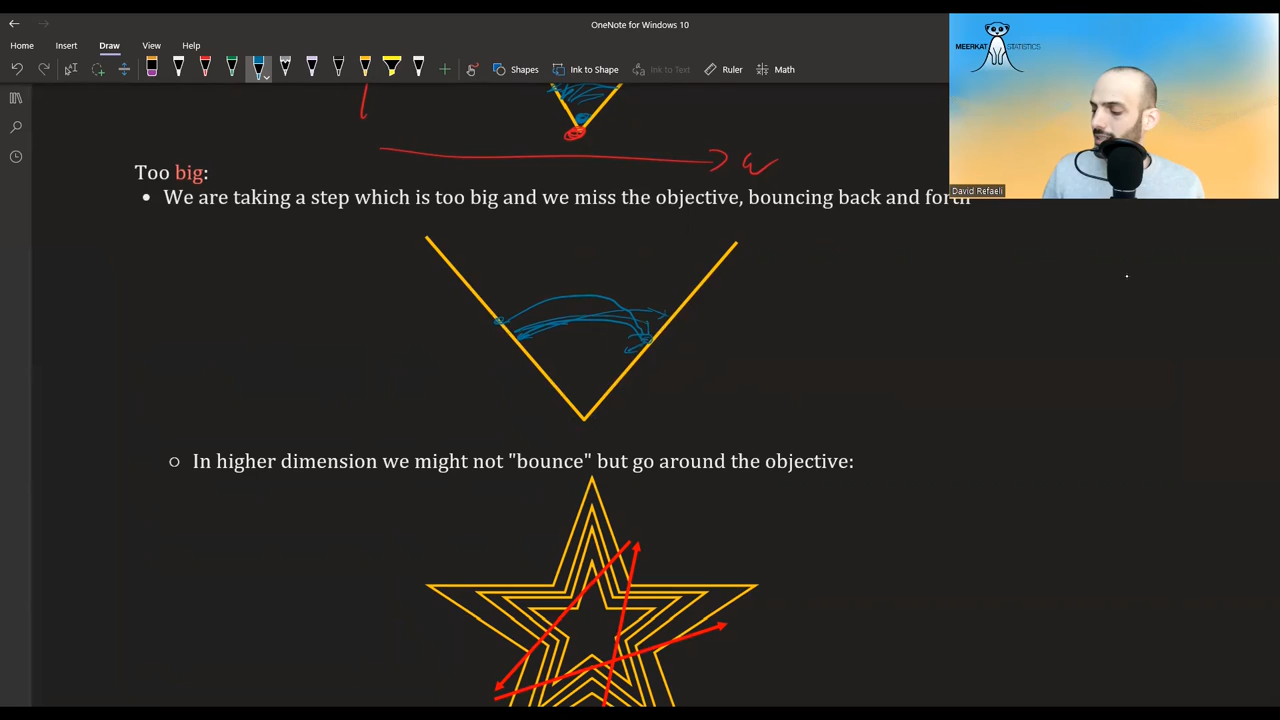 OneNote for Windows 10
Home Insert Draw View Help
Shapes Ink to Shape Ink to Text Ruler Math
MEERKAT STATISTICS
David Refaeli
w
Too big:
• We are taking a step which is too big and we miss the objective, bouncing back and forth
○ In higher dimension we might not "bounce" but go around the objective: